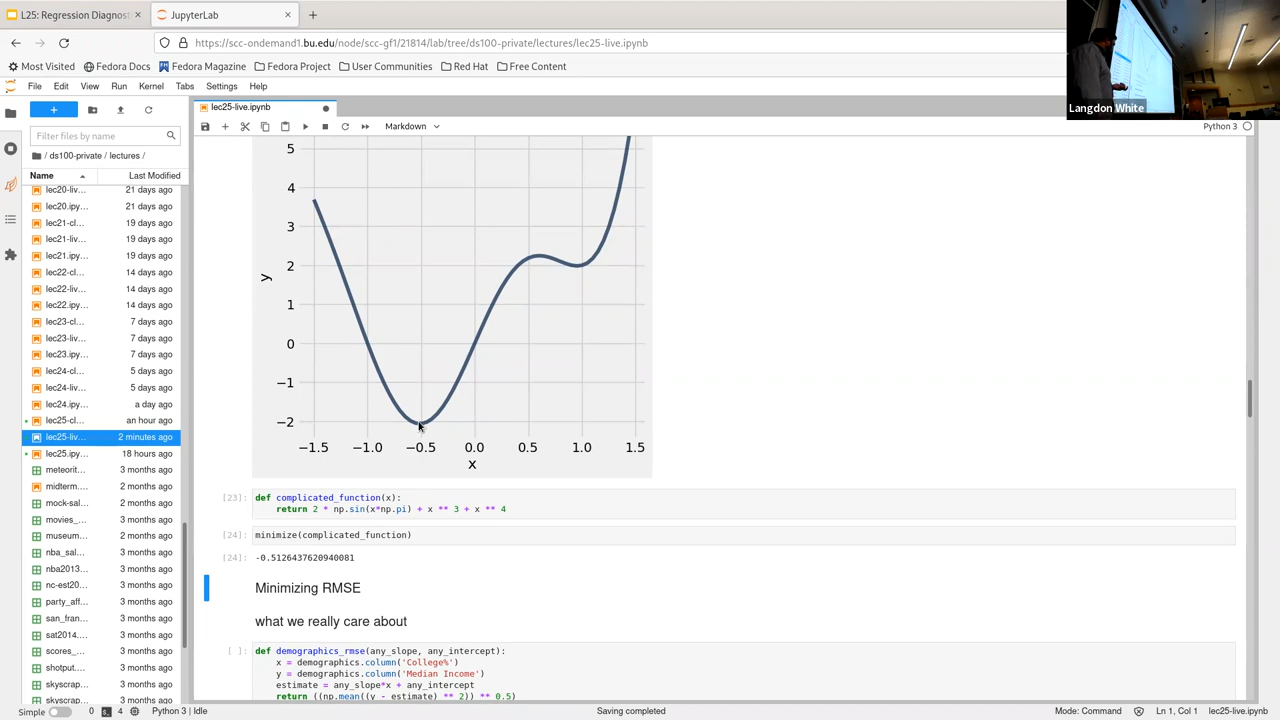 L25: Regression Diagnos
JupyterLab
https://scc-ondemand1.bu.edu/node/scc-gf1/21814/lab/tree/ds100-private/lectures/lec25-live.ipynb
Most Visited Fedora Docs Fedora Magazine Fedora Project User Communities Red Hat Free Content
Langdon White
File Edit View Run Kernel Tabs Settings Help
lec25-live.ipynb
Markdown
Python 3
Filter files by name
/ ds100-private / lectures /
Name Last Modified
lec20-liv... 21 days ago
lec20.ipy... 21 days ago
lec21-cl... 19 days ago
lec21-liv... 19 days ago
lec21.ipy... 19 days ago
lec22-cl... 14 days ago
lec22-liv... 14 days ago
lec22.ipy... 14 days ago
lec23-cl... 7 days ago
lec23-liv... 7 days ago
lec23.ipy... 7 days ago
lec24-cl... 5 days ago
lec24-liv... 5 days ago
lec24.ipy... a day ago
lec25-cl... an hour ago
lec25-liv... 2 minutes ago
lec25.ipy... 18 hours ago
meteorit... 3 months ago
midterm.... 2 months ago
mock-sal... 2 months ago
movies_... 3 months ago
museum... 2 months ago
nba_sal... 3 months ago
nba2013... 3 months ago
nc-est20... 3 months ago
party_aff... 3 months ago
san_fran... 3 months ago
sat2014.... 3 months ago
scores_... 3 months ago
shotput.... 3 months ago
skyscrap... 3 months ago
skyscrap... 3 months ago
5
4
3
2
1
0
−1
−2
y
−1.5 −1.0 −0.5 0.0 0.5 1.0 1.5
x
[23]: def complicated_function(x):
return 2 * np.sin(x*np.pi) + x ** 3 + x ** 4
[24]: minimize(complicated_function)
[24]: -0.5126437620940081
Minimizing RMSE
what we really care about
[ ]: def demographics_rmse(any_slope, any_intercept):
x = demographics.column('College%')
y = demographics.column('Median Income')
estimate = any_slope*x + any_intercept
return ((np.mean((y - estimate) ** 2)) ** 0.5)
Simple 0 4 Python 3 | Idle Saving completed Mode: Command Ln 1, Col 1 lec25-live.ipynb